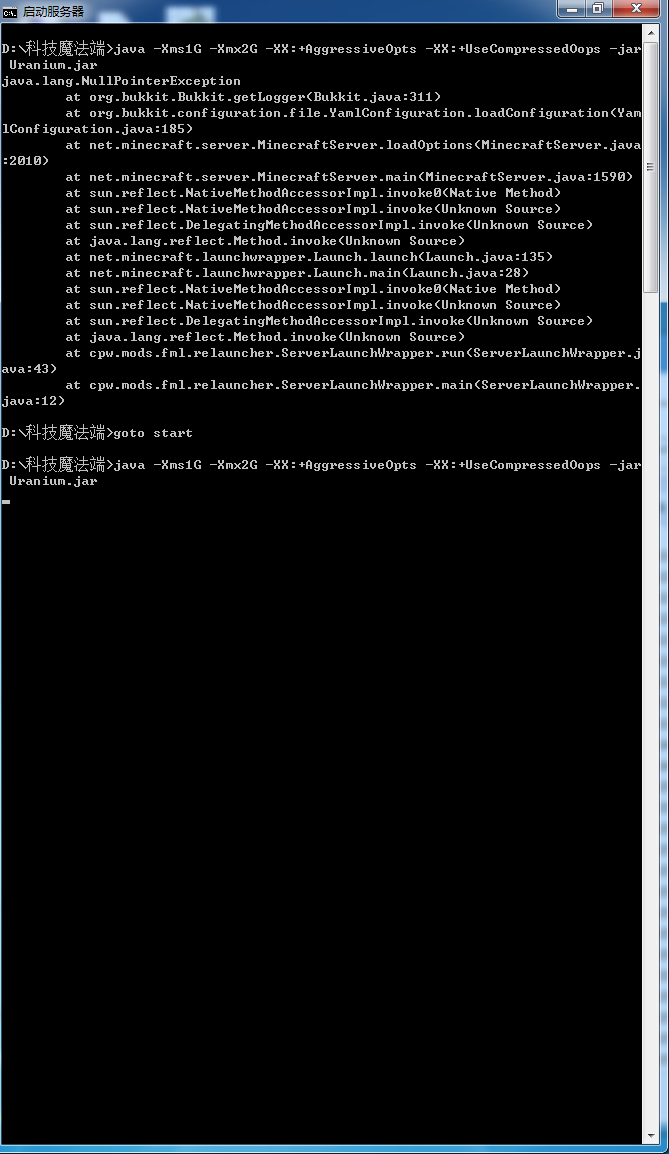 启动服务器
D:\科技魔法端>java -Xms1G -Xmx2G -XX:+AggressiveOpts -XX:+UseCompressedOops -jar
Uranium.jar
java.lang.NullPointerException
at org.bukkit.Bukkit.getLogger(Bukkit.java:311)
at org.bukkit.configuration.file.YamlConfiguration.loadConfiguration(Yam
lConfiguration.java:185)
at net.minecraft.server.MinecraftServer.loadOptions(MinecraftServer.java
:2010)
at net.minecraft.server.MinecraftServer.main(MinecraftServer.java:1590)
at sun.reflect.NativeMethodAccessorImpl.invoke0(Native Method)
at sun.reflect.NativeMethodAccessorImpl.invoke(Unknown Source)
at sun.reflect.DelegatingMethodAccessorImpl.invoke(Unknown Source)
at java.lang.reflect.Method.invoke(Unknown Source)
at net.minecraft.launchwrapper.Launch.launch(Launch.java:135)
at net.minecraft.launchwrapper.Launch.main(Launch.java:28)
at sun.reflect.NativeMethodAccessorImpl.invoke0(Native Method)
at sun.reflect.NativeMethodAccessorImpl.invoke(Unknown Source)
at sun.reflect.DelegatingMethodAccessorImpl.invoke(Unknown Source)
at java.lang.reflect.Method.invoke(Unknown Source)
at cpw.mods.fml.relauncher.ServerLaunchWrapper.run(ServerLaunchWrapper.j
ava:43)
at cpw.mods.fml.relauncher.ServerLaunchWrapper.main(ServerLaunchWrapper.
java:12)
D:\科技魔法端>goto start
D:\科技魔法端>java -Xms1G -Xmx2G -XX:+AggressiveOpts -XX:+UseCompressedOops -jar
Uranium.jar